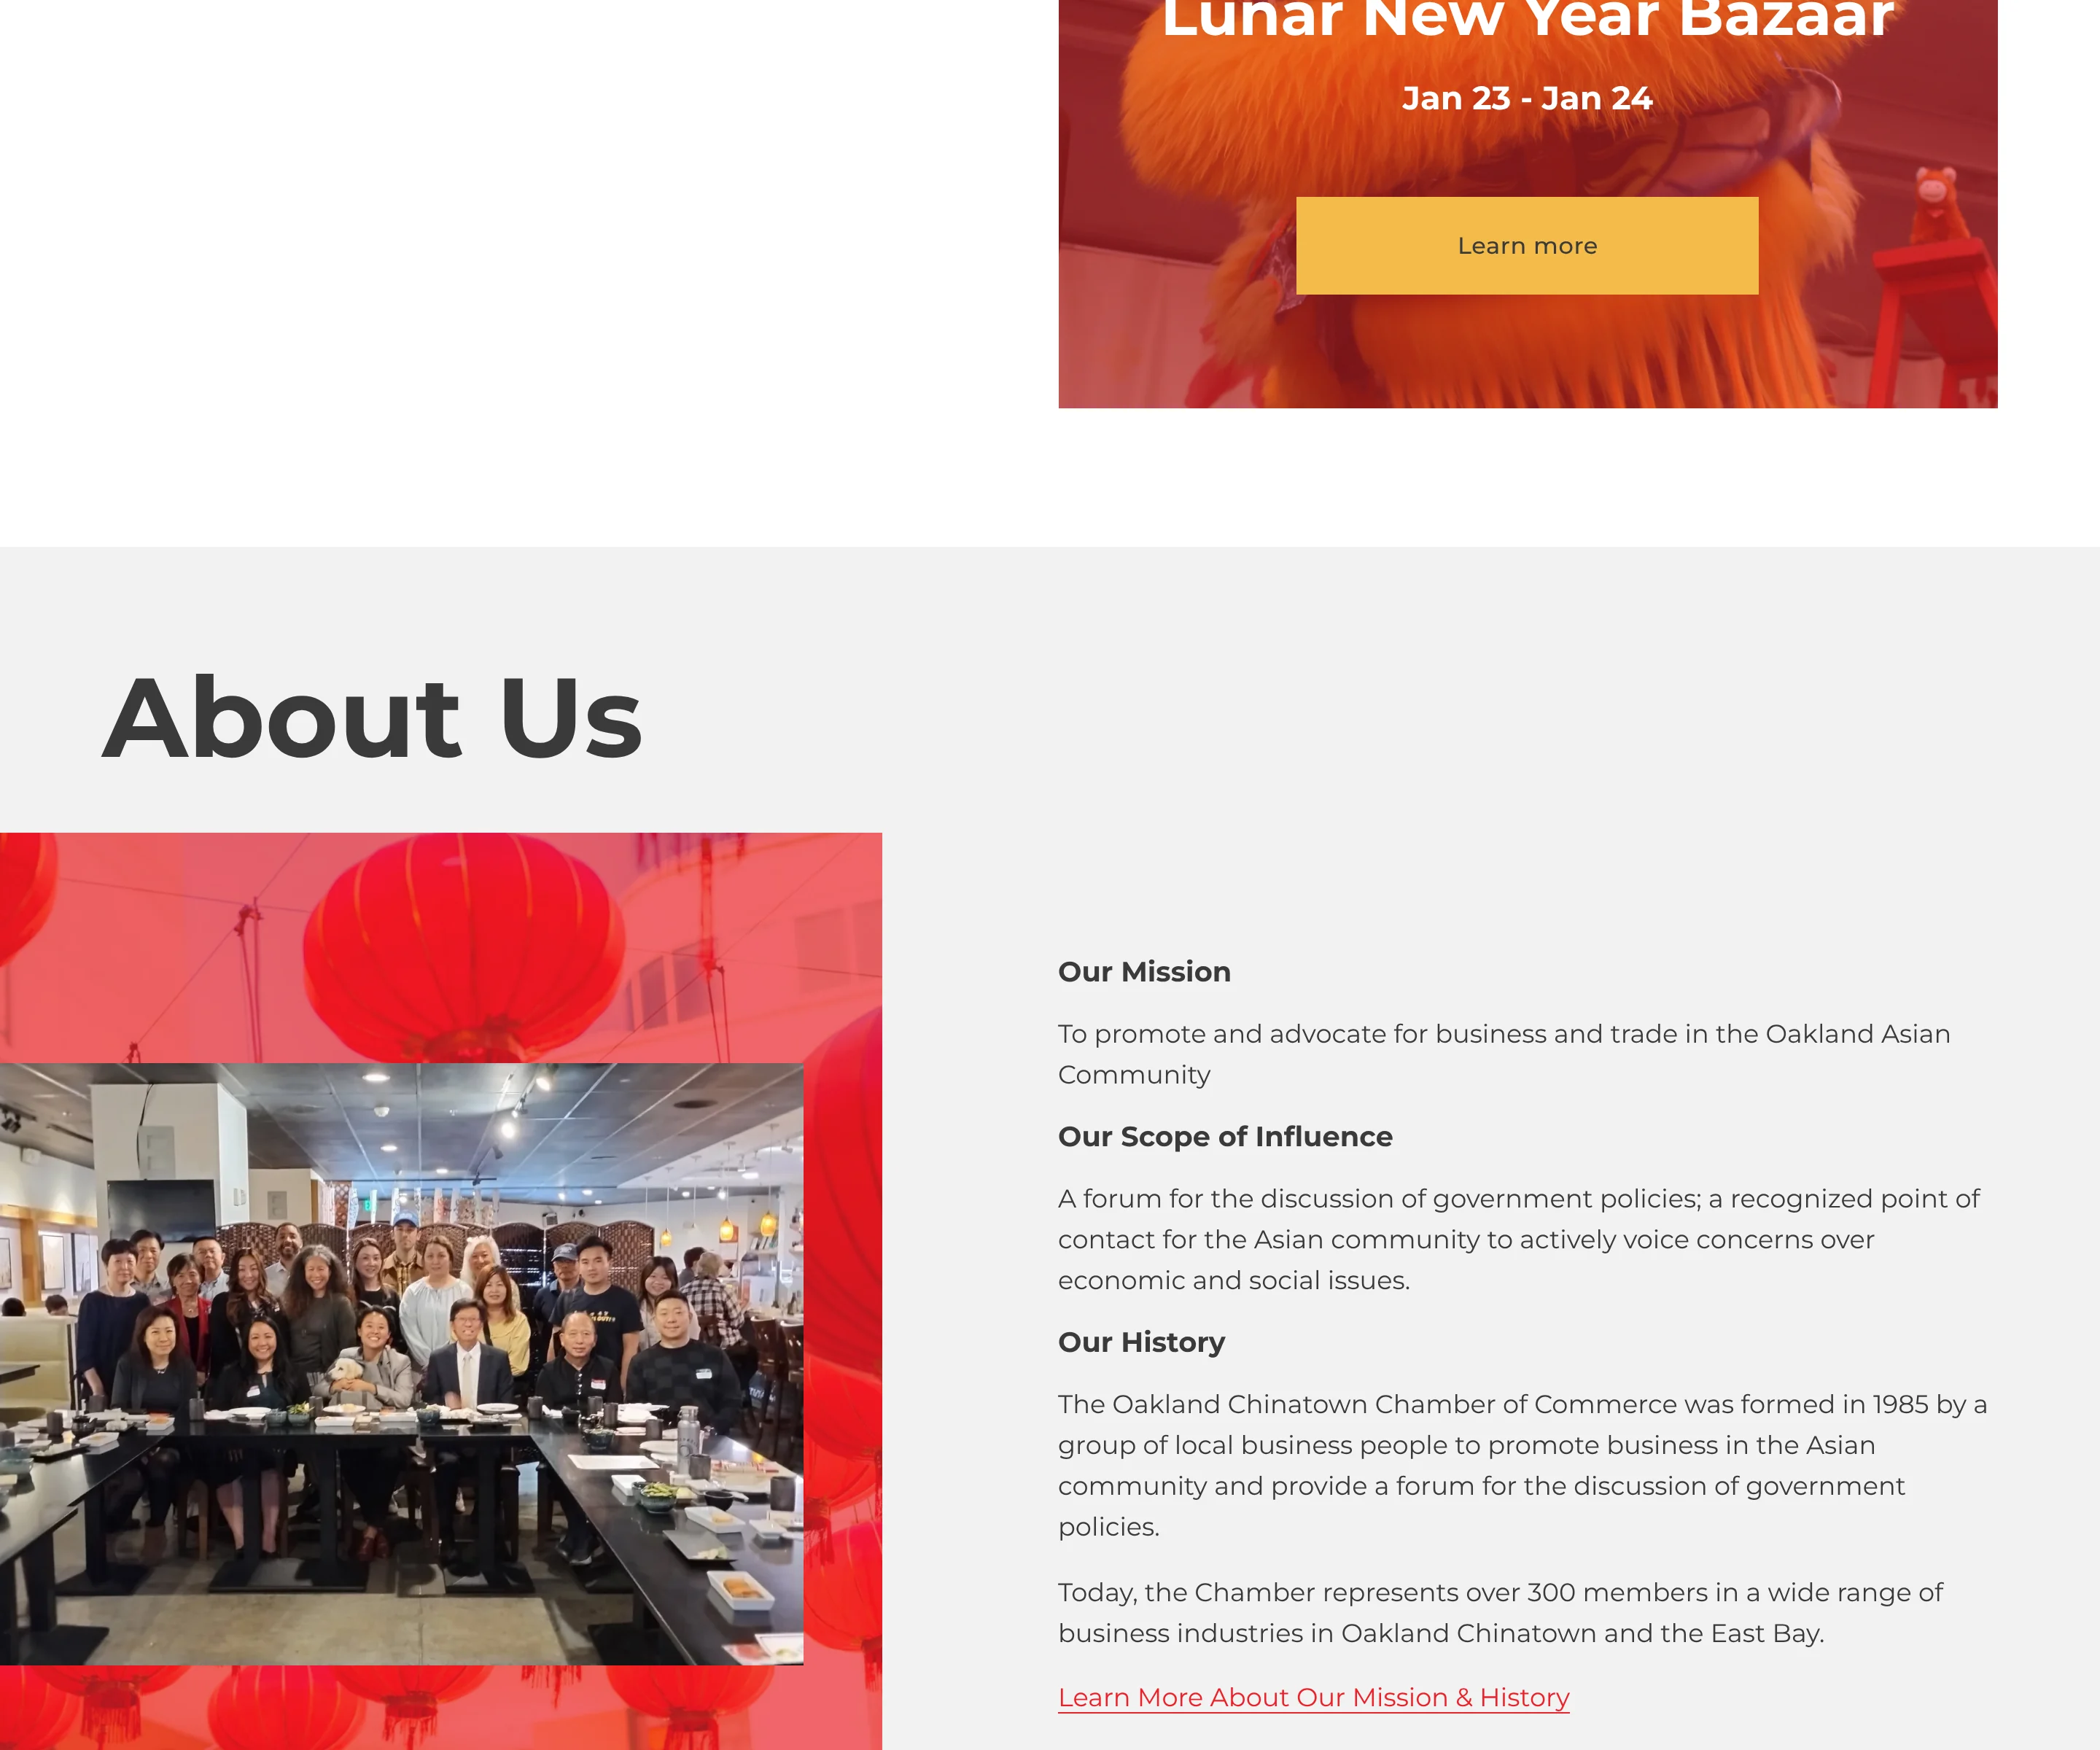 Lunar New Year Bazaar
Jan 23 - Jan 24
Learn more
About Us
Our Mission
To promote and advocate for business and trade in the Oakland Asian
Community
Our Scope of Influence
A forum for the discussion of government policies; a recognized point of
contact for the Asian community to actively voice concerns over
economic and social issues.
Our History
The Oakland Chinatown Chamber of Commerce was formed in 1985 by a
group of local business people to promote business in the Asian
community and provide a forum for the discussion of government
policies.
Today, the Chamber represents over 300 members in a wide range of
business industries in Oakland Chinatown and the East Bay.
Learn More About Our Mission & History